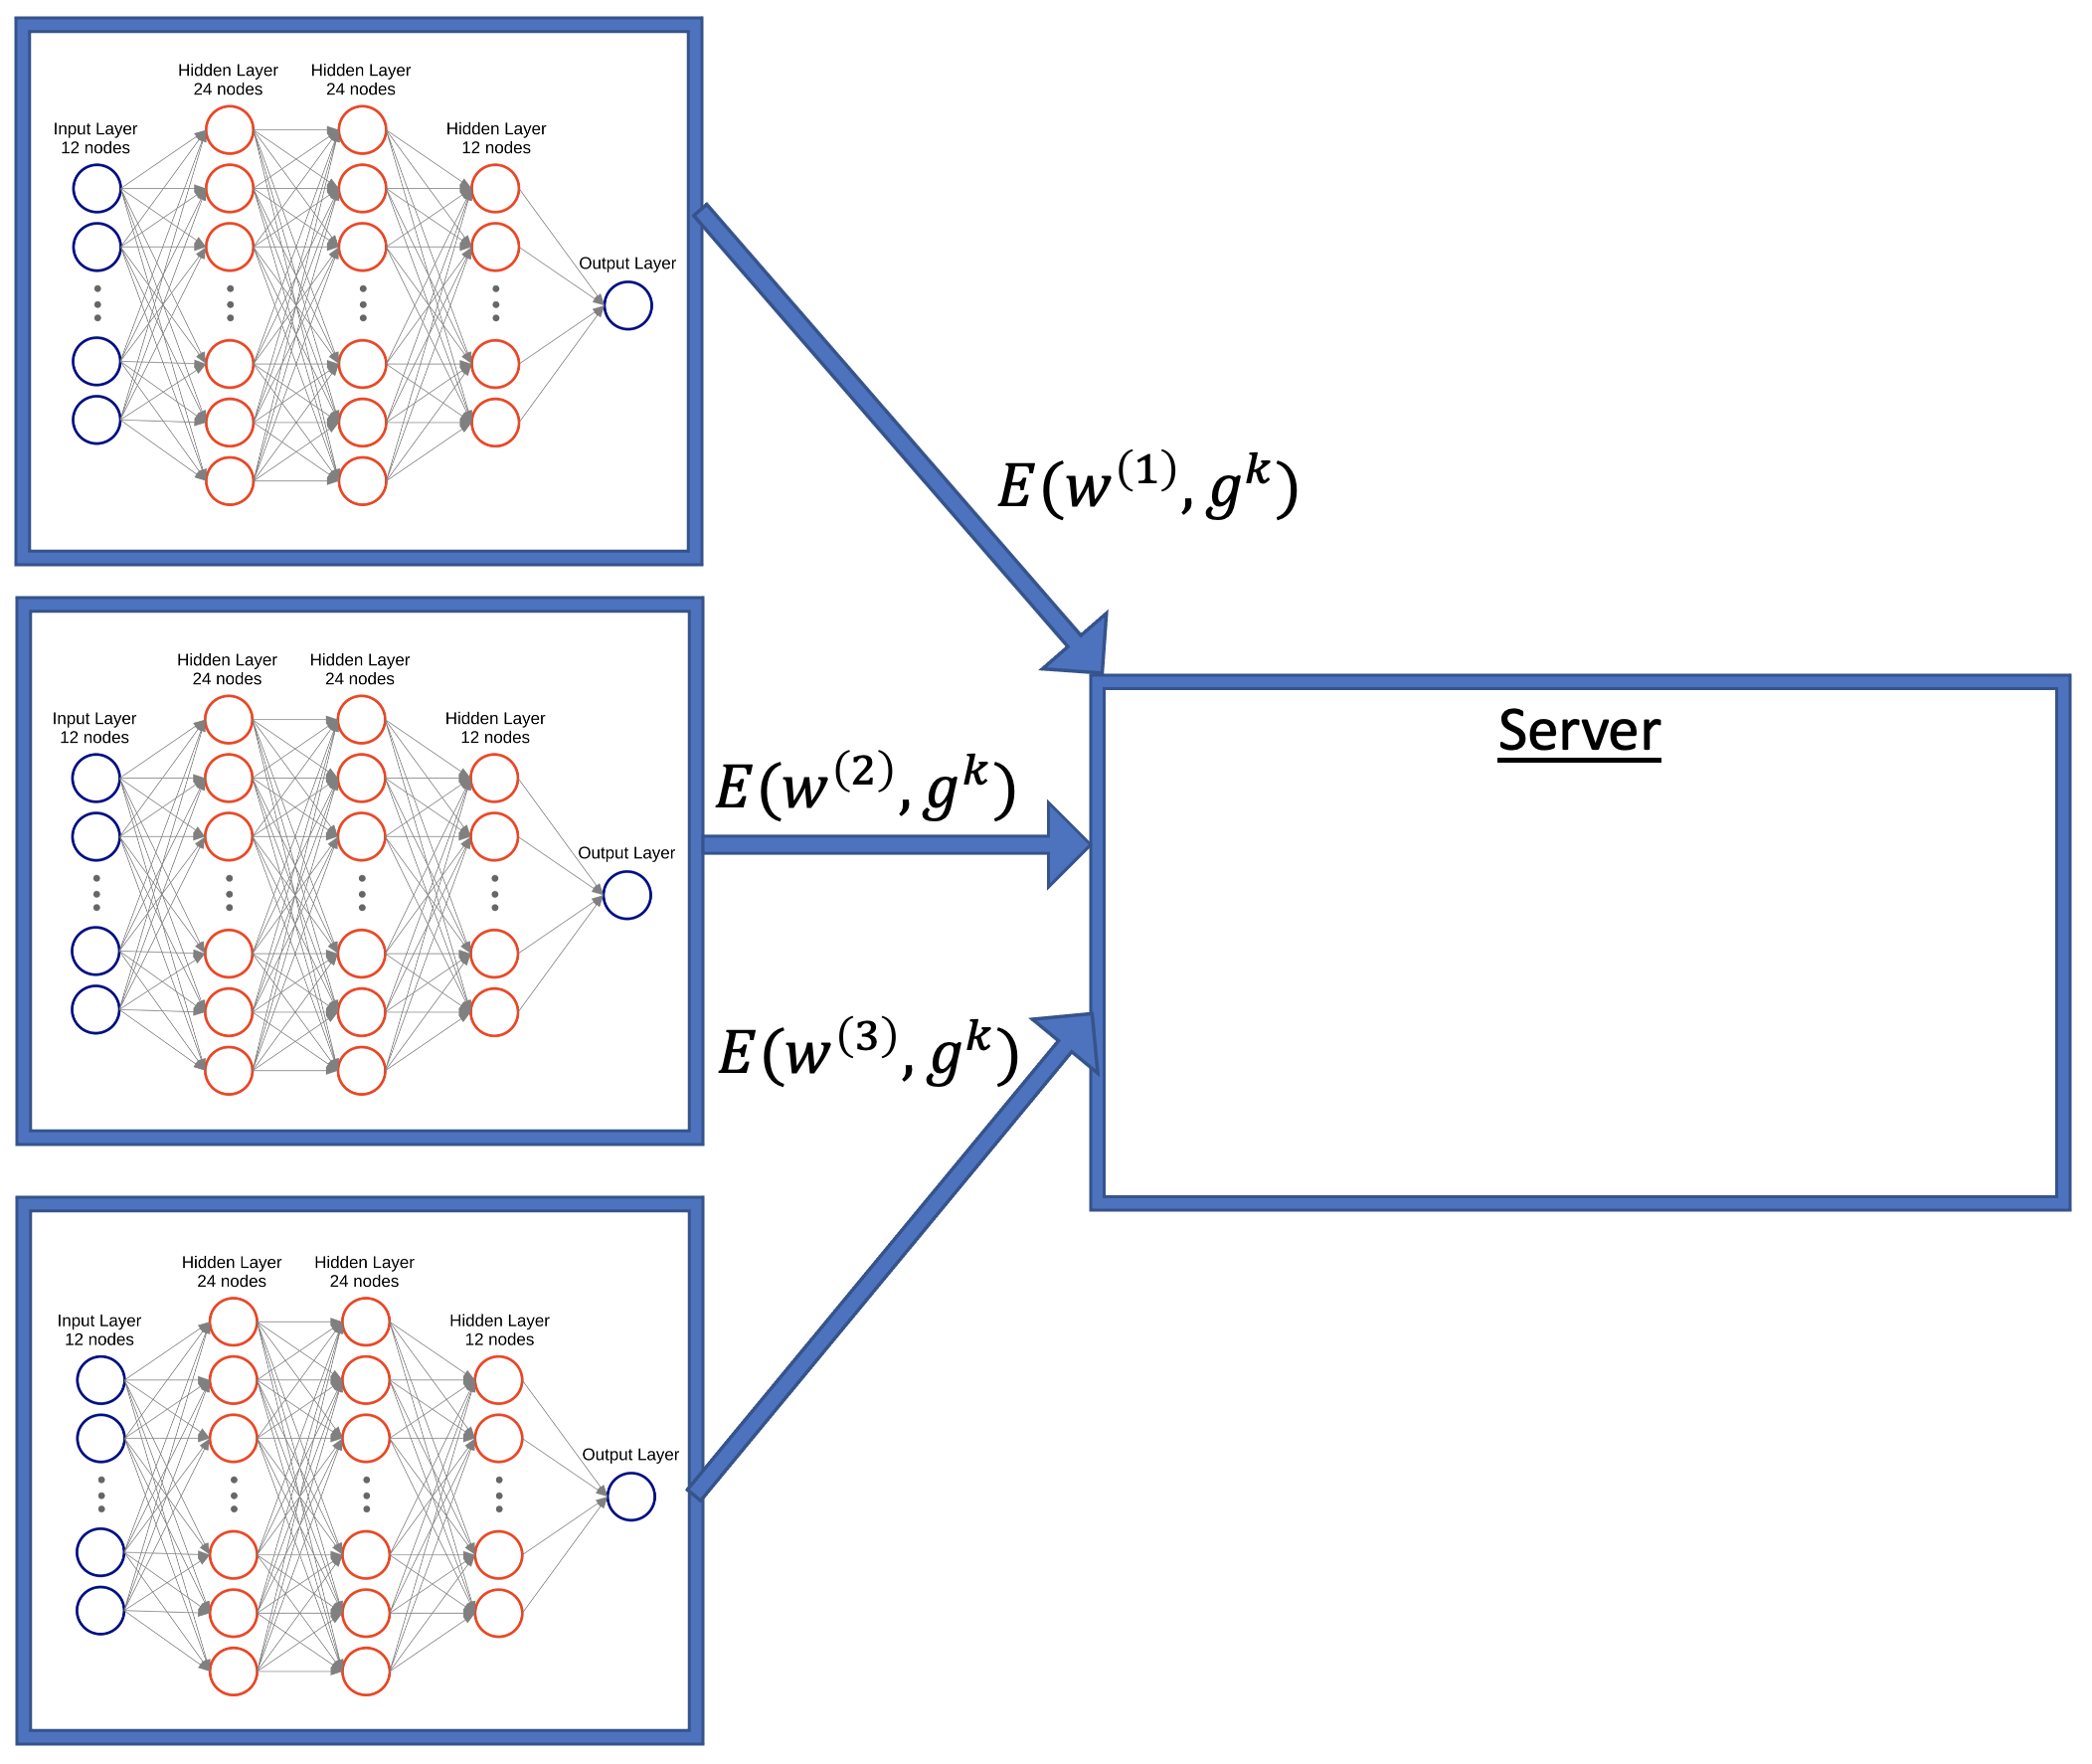 Hidden Layer
24 nodes
Hidden Layer
24 nodes
Input Layer
12 nodes
Hidden Layer
12 nodes
Output Layer
E(w^(1), g^k)
Hidden Layer
24 nodes
Hidden Layer
24 nodes
Input Layer
12 nodes
Hidden Layer
12 nodes
Output Layer
E(w^(2), g^k)
Server
E(w^(3), g^k)
Hidden Layer
24 nodes
Hidden Layer
24 nodes
Input Layer
12 nodes
Hidden Layer
12 nodes
Output Layer